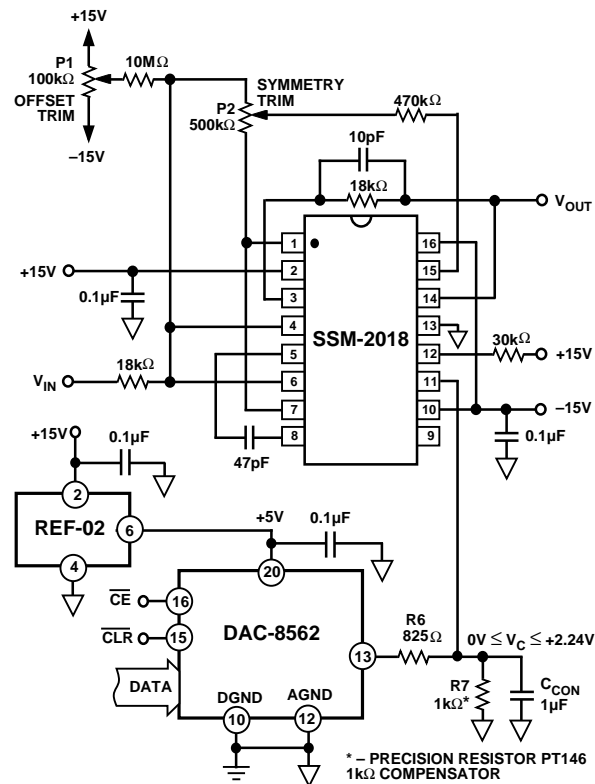 +15V
P1
100kΩ
OFFSET
TRIM
–15V
10MΩ
SYMMETRY
TRIM
P2
500kΩ
470kΩ
10pF
18kΩ
VOUT
+15V
0.1µF
VIN
18kΩ
47pF
1
2
3
4
5
6
7
8
SSM-2018
16
15
14
13
12
11
10
9
30kΩ
+15V
–15V
0.1µF
+15V
0.1µF
2
REF-02
6
4
+5V
0.1µF
20
CE
16
CLR
15
DAC-8562
DATA
13
DGND
10
AGND
12
R6
825Ω
0V ≤ VC ≤ +2.24V
R7
1kΩ*
CCON
1µF
* – PRECISION RESISTOR PT146
1kΩ COMPENSATOR